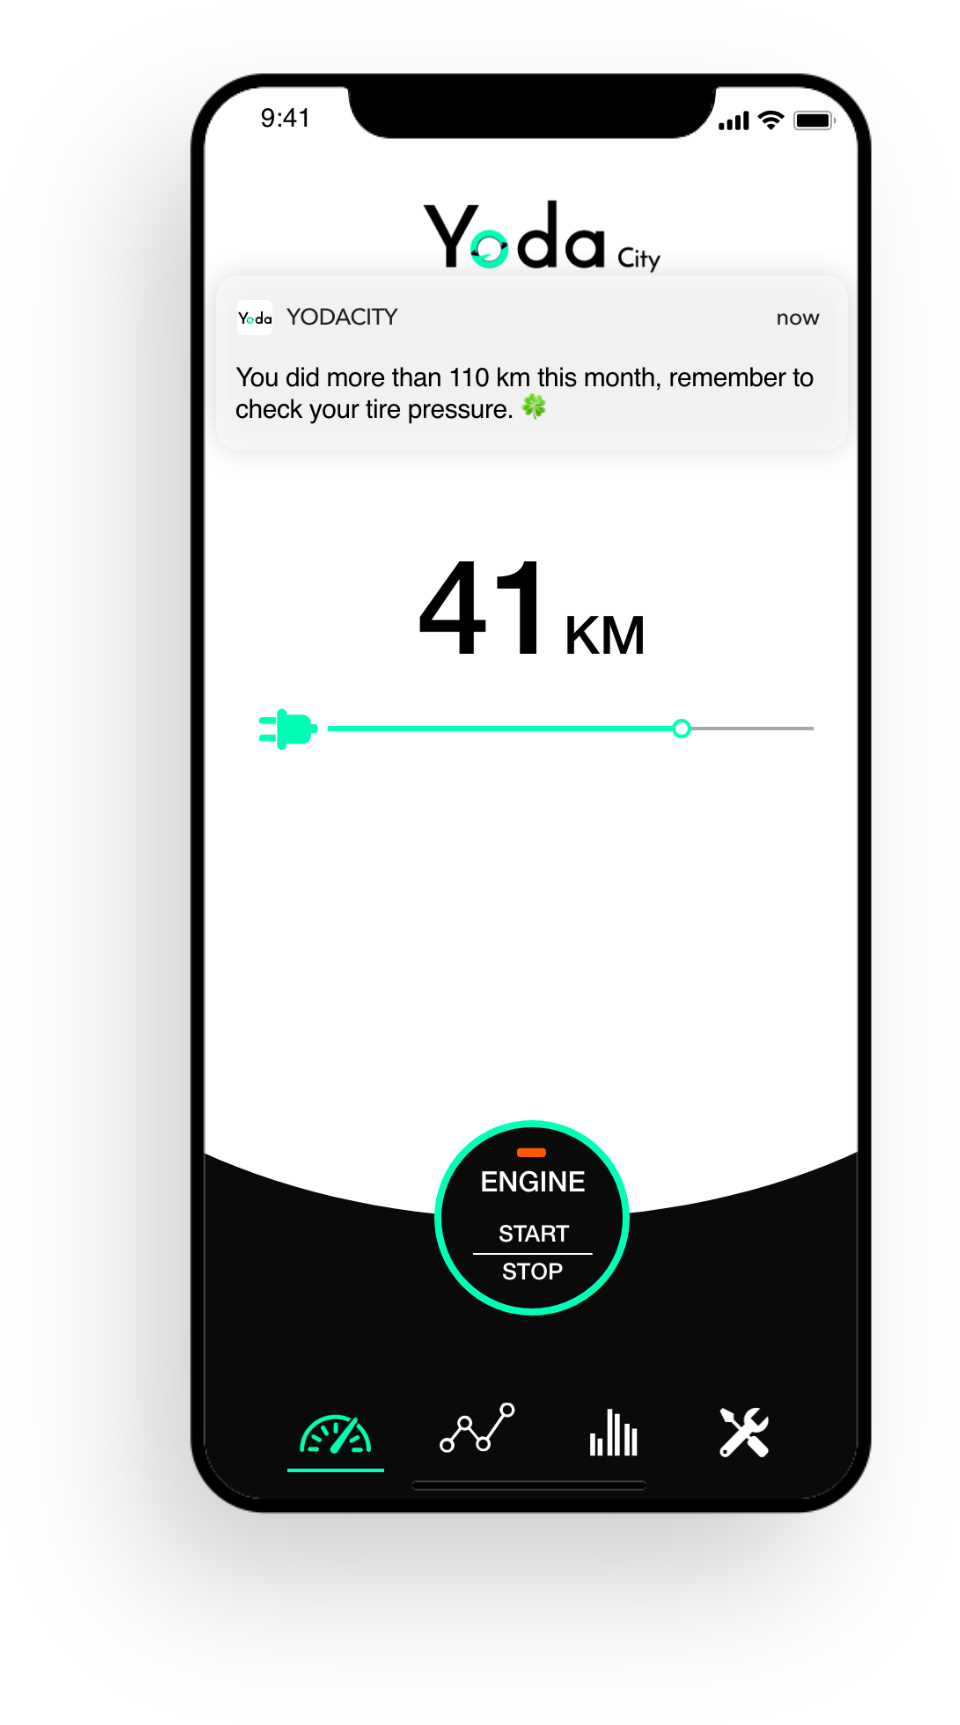 9:41
Yoda City
Yoda YODACITY now
You did more than 110 km this month, remember to
check your tire pressure. 🍀
41 KM
ENGINE
START
STOP